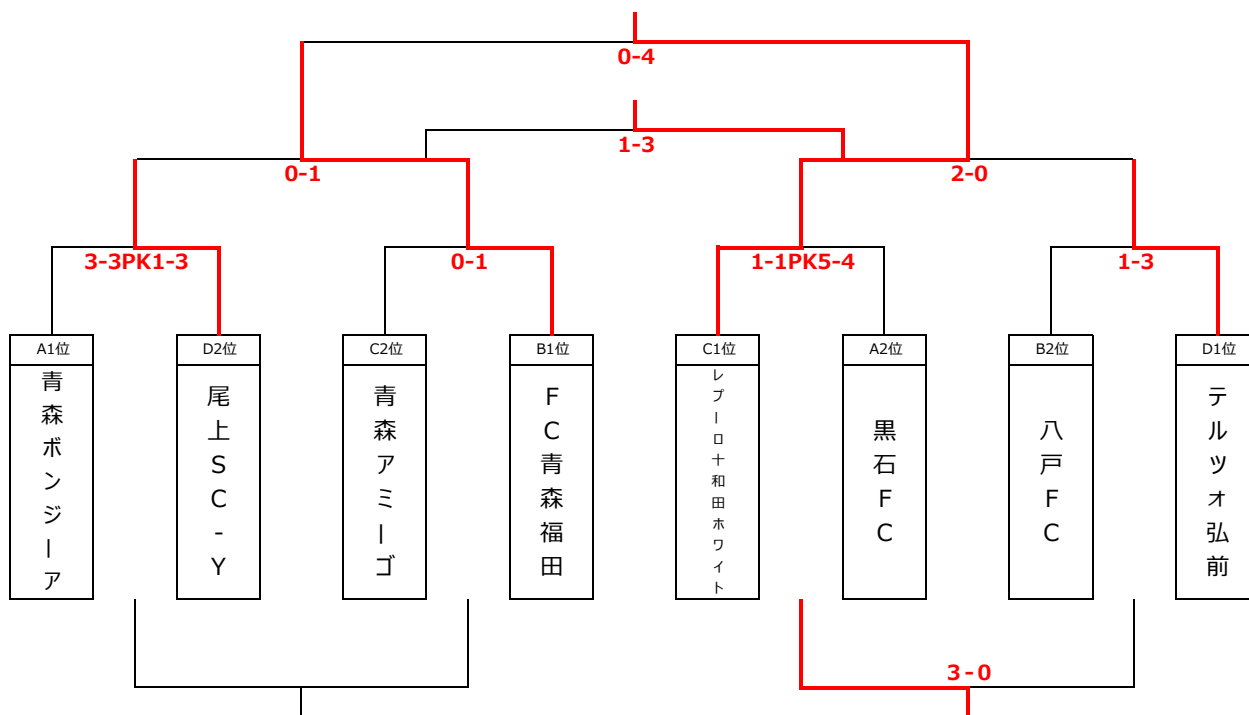 0-4
1-3
0-1
2-0
3-3PK1-3
0-1
1-1PK5-4
1-3
A1位
D2位
C2位
B1位
C1位
A2位
B2位
D1位
青森ボンジーア
尾上SC-Y
青森アミーゴ
FC青森福田
レプーロ十和田ホワイト
黒石FC
八戸FC
テルツォ弘前
3-0